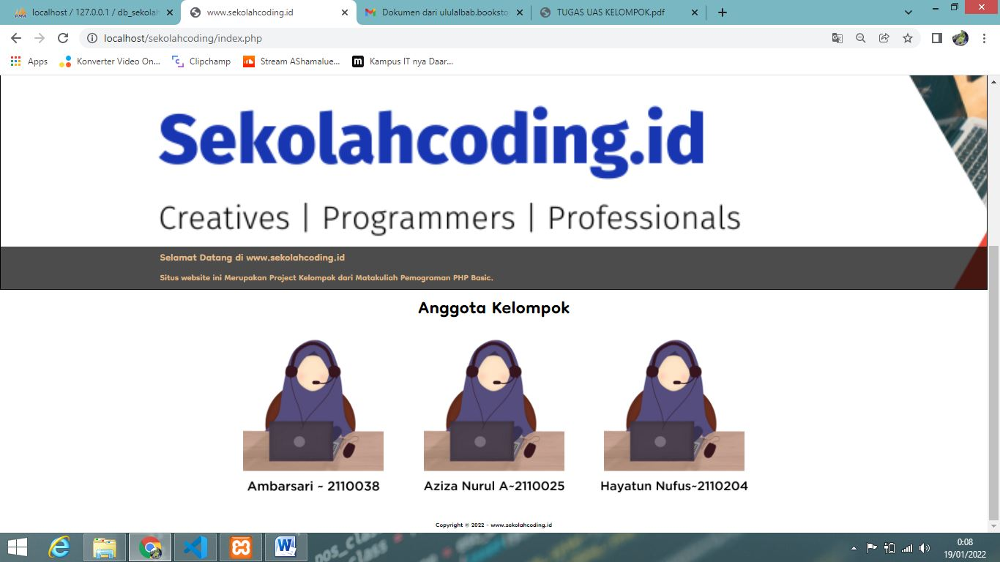 localhost / 127.0.0.1 / db_sekolah
www.sekolahcoding.id
Dokumen dari ululalbab.booksto
TUGAS UAS KELOMPOK.pdf
localhost/sekolahcoding/index.php
Apps
Konverter Video On...
Clipchamp
Stream AShamalue...
m
Kampus IT nya Daar...
Sekolahcoding.id
Creatives | Programmers | Professionals
Selamat Datang di www.sekolahcoding.id
Situs website ini Merupakan Project Kelompok dari Matakuliah Pemograman PHP Basic.
Anggota Kelompok
Ambarsari ~ 2110038
Aziza Nurul A~2110025
Hayatun Nufus~2110204
Copyright © 2022 - www.sekolahcoding.id
0:08
19/01/2022